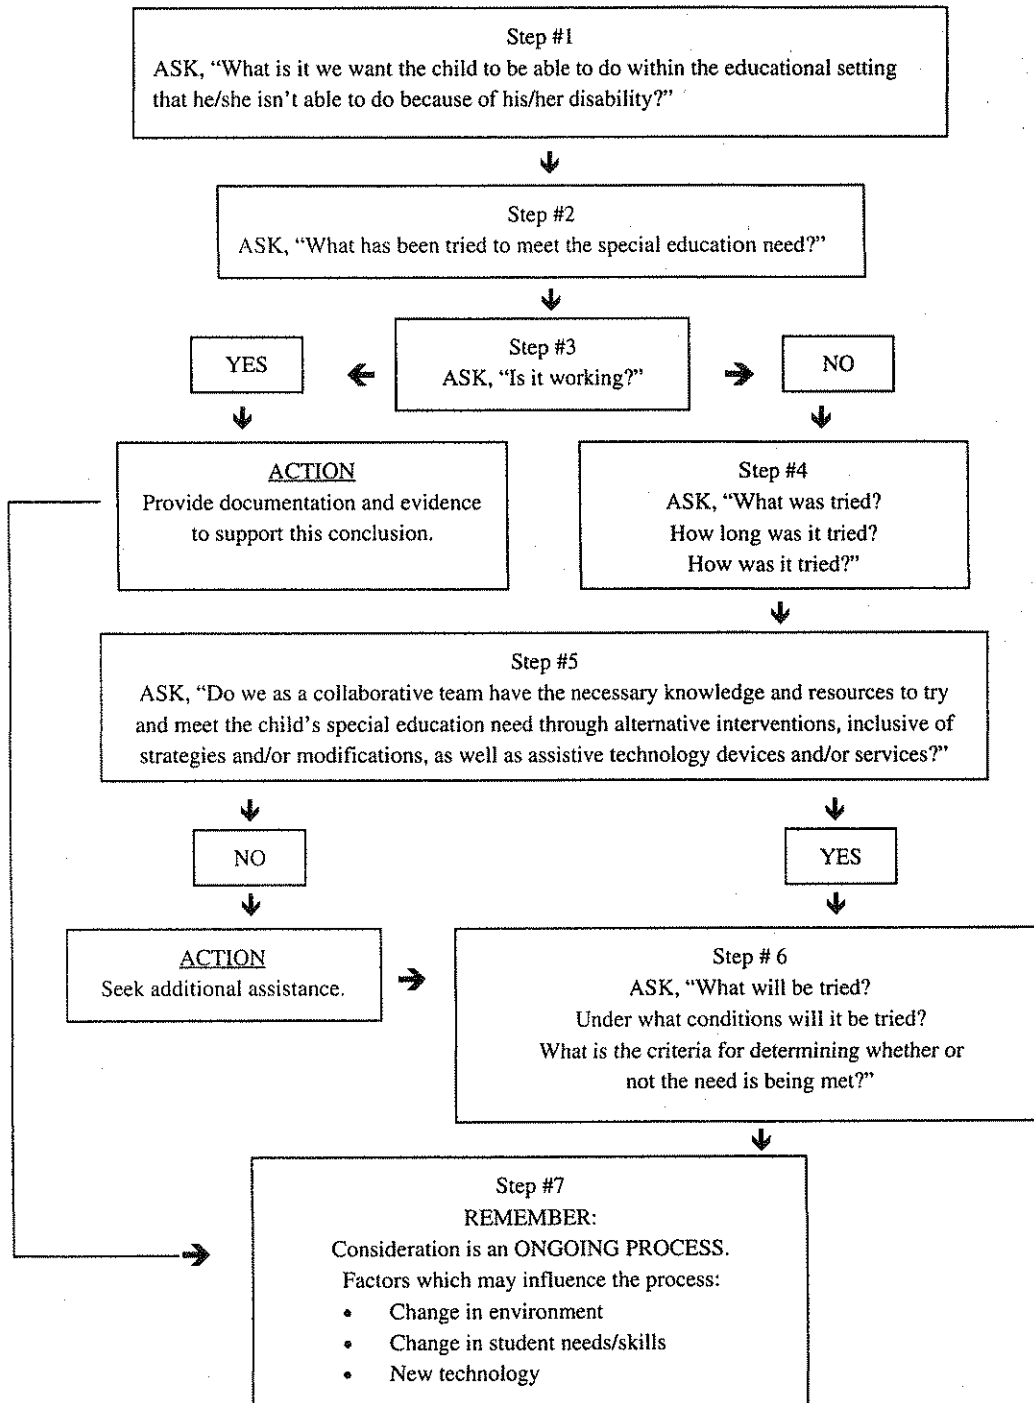 Step #1
ASK, “What is it we want the child to be able to do within the educational setting
that he/she isn't able to do because of his/her disability?”
Step #2
ASK, “What has been tried to meet the special education need?”
YES
Step #3
ASK, “Is it working?”
NO
ACTION
Provide documentation and evidence
to support this conclusion.
Step #4
ASK, “What was tried?
How long was it tried?
How was it tried?”
Step #5
ASK, “Do we as a collaborative team have the necessary knowledge and resources to try
and meet the child's special education need through alternative interventions, inclusive of
strategies and/or modifications, as well as assistive technology devices and/or services?”
NO
YES
ACTION
Seek additional assistance.
Step # 6
ASK, “What will be tried?
Under what conditions will it be tried?
What is the criteria for determining whether or
not the need is being met?”
Step #7
REMEMBER:
Consideration is an ONGOING PROCESS.
Factors which may influence the process:
• Change in environment
• Change in student needs/skills
• New technology